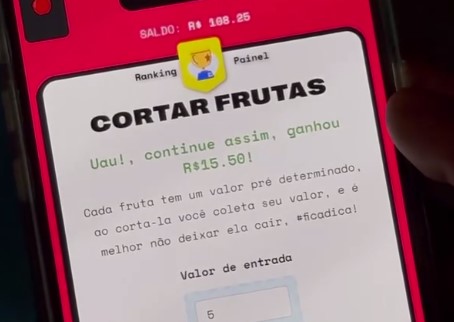 SALDO: R$ 108.25
Ranking
Painel
CORTAR FRUTAS
Uau!, continue assim, ganhou
R$15.50!
Cada fruta tem um valor pré determinado,
ao corta-la você coleta seu valor, e é
melhor não deixar ela cair, #ficadica!
Valor de entrada
5